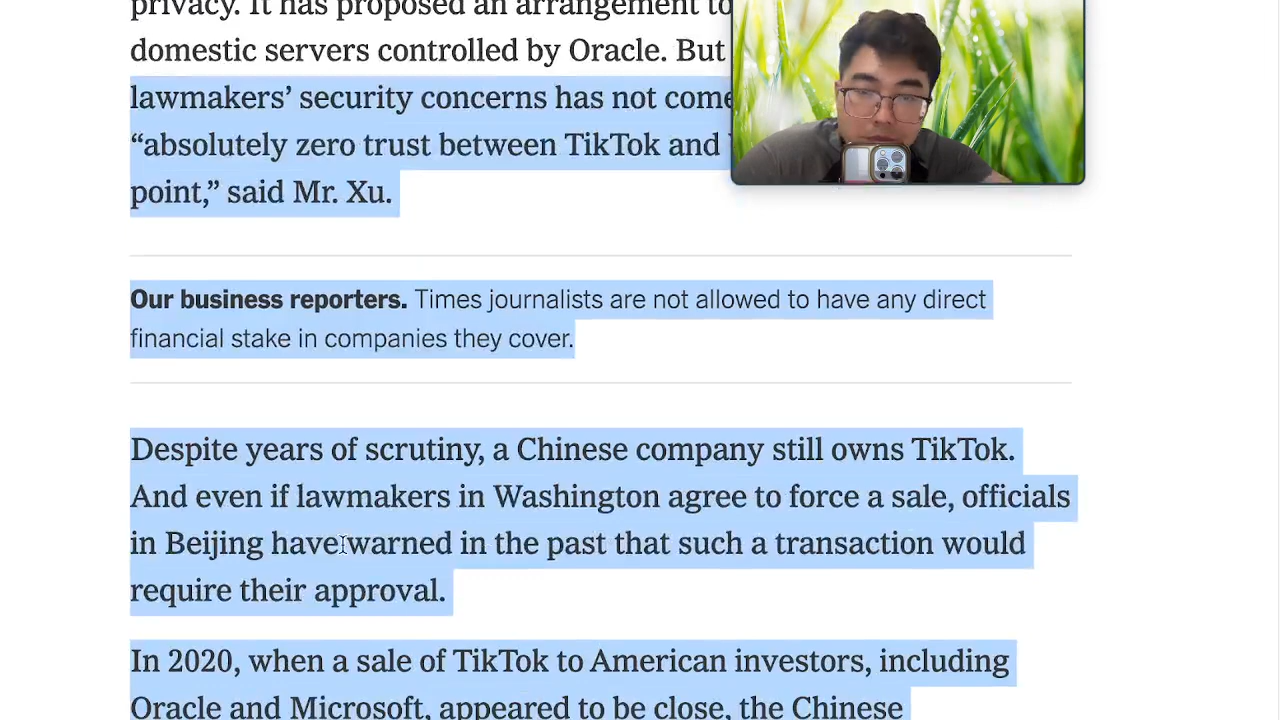 privacy. It has proposed an arrangement to
domestic servers controlled by Oracle. But
lawmakers’ security concerns has not come
“absolutely zero trust between TikTok and
point,” said Mr. Xu.
Our business reporters. Times journalists are not allowed to have any direct
financial stake in companies they cover.
Despite years of scrutiny, a Chinese company still owns TikTok.
And even if lawmakers in Washington agree to force a sale, officials
in Beijing have warned in the past that such a transaction would
require their approval.
In 2020, when a sale of TikTok to American investors, including
Oracle and Microsoft, appeared to be close, the Chinese